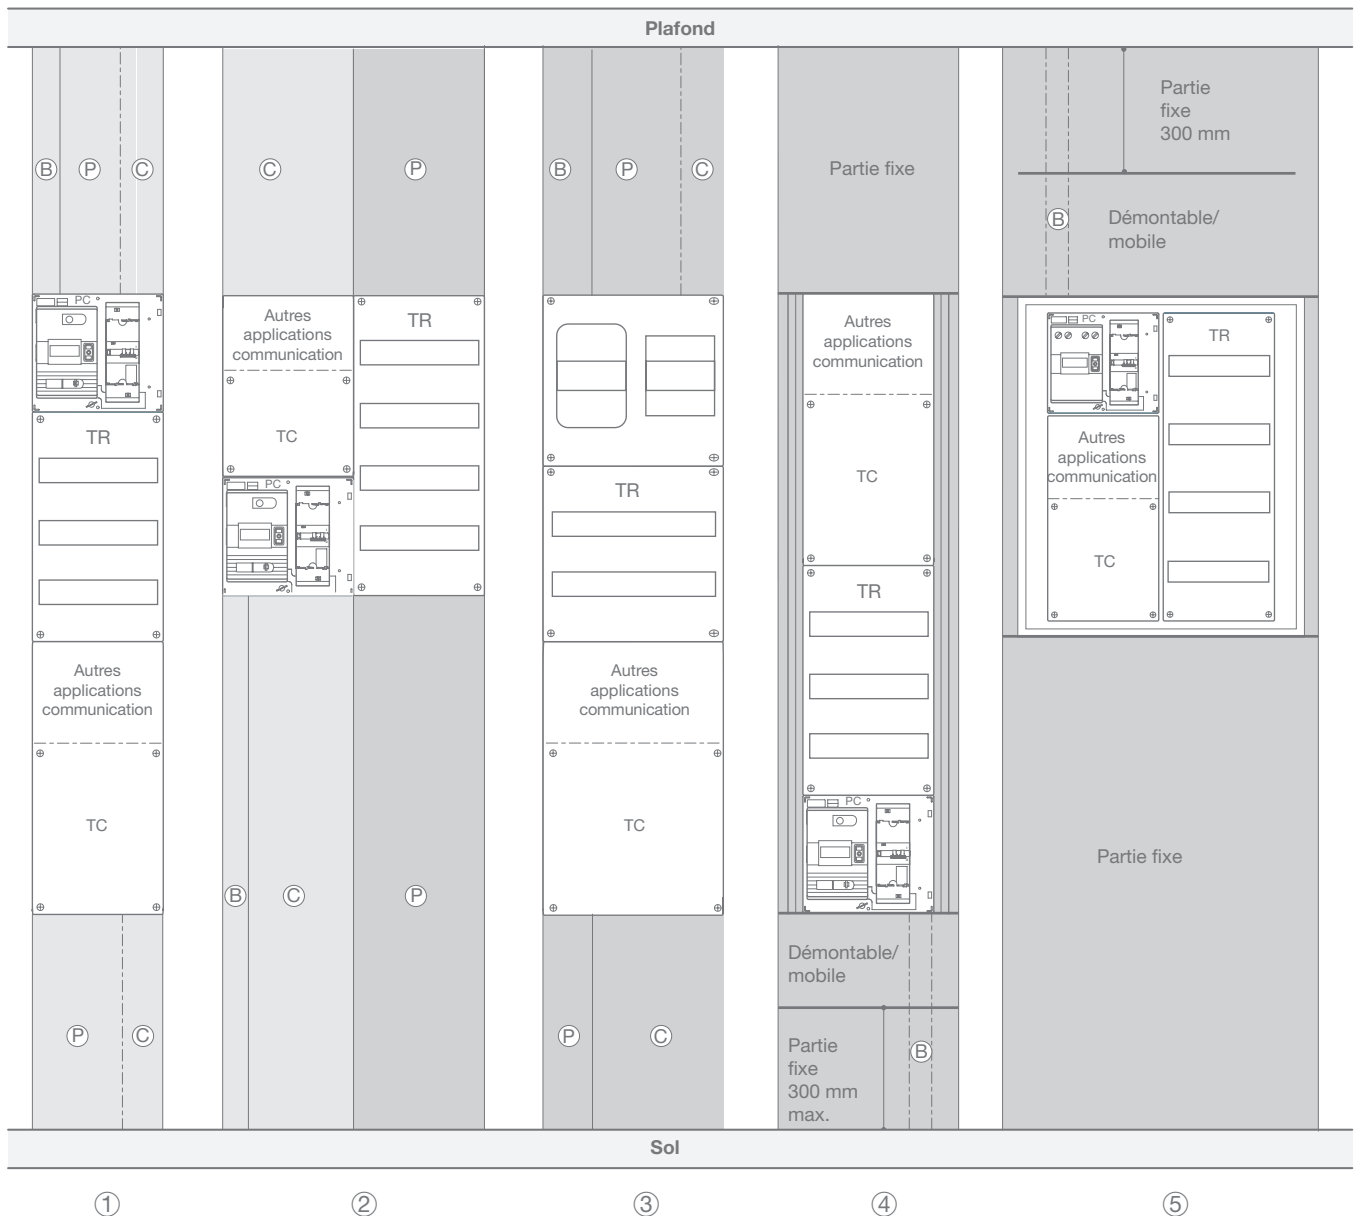 Plafond
B P C
PC
TR
Autres
applications
communication
TC
P C
C P
Autres
applications
communication
TC
PC
TR
B C P
B P C
TR
Autres
applications
communication
TC
P C
Partie fixe
Autres
applications
communication
TC
TR
PC
Démontable/
mobile
Partie
fixe
300 mm
max.
B
Partie
fixe
300 mm
B
Démontable/
mobile
PC
Autres
applications
communication
TC
TR
Partie fixe
Sol
1 2 3 4 5